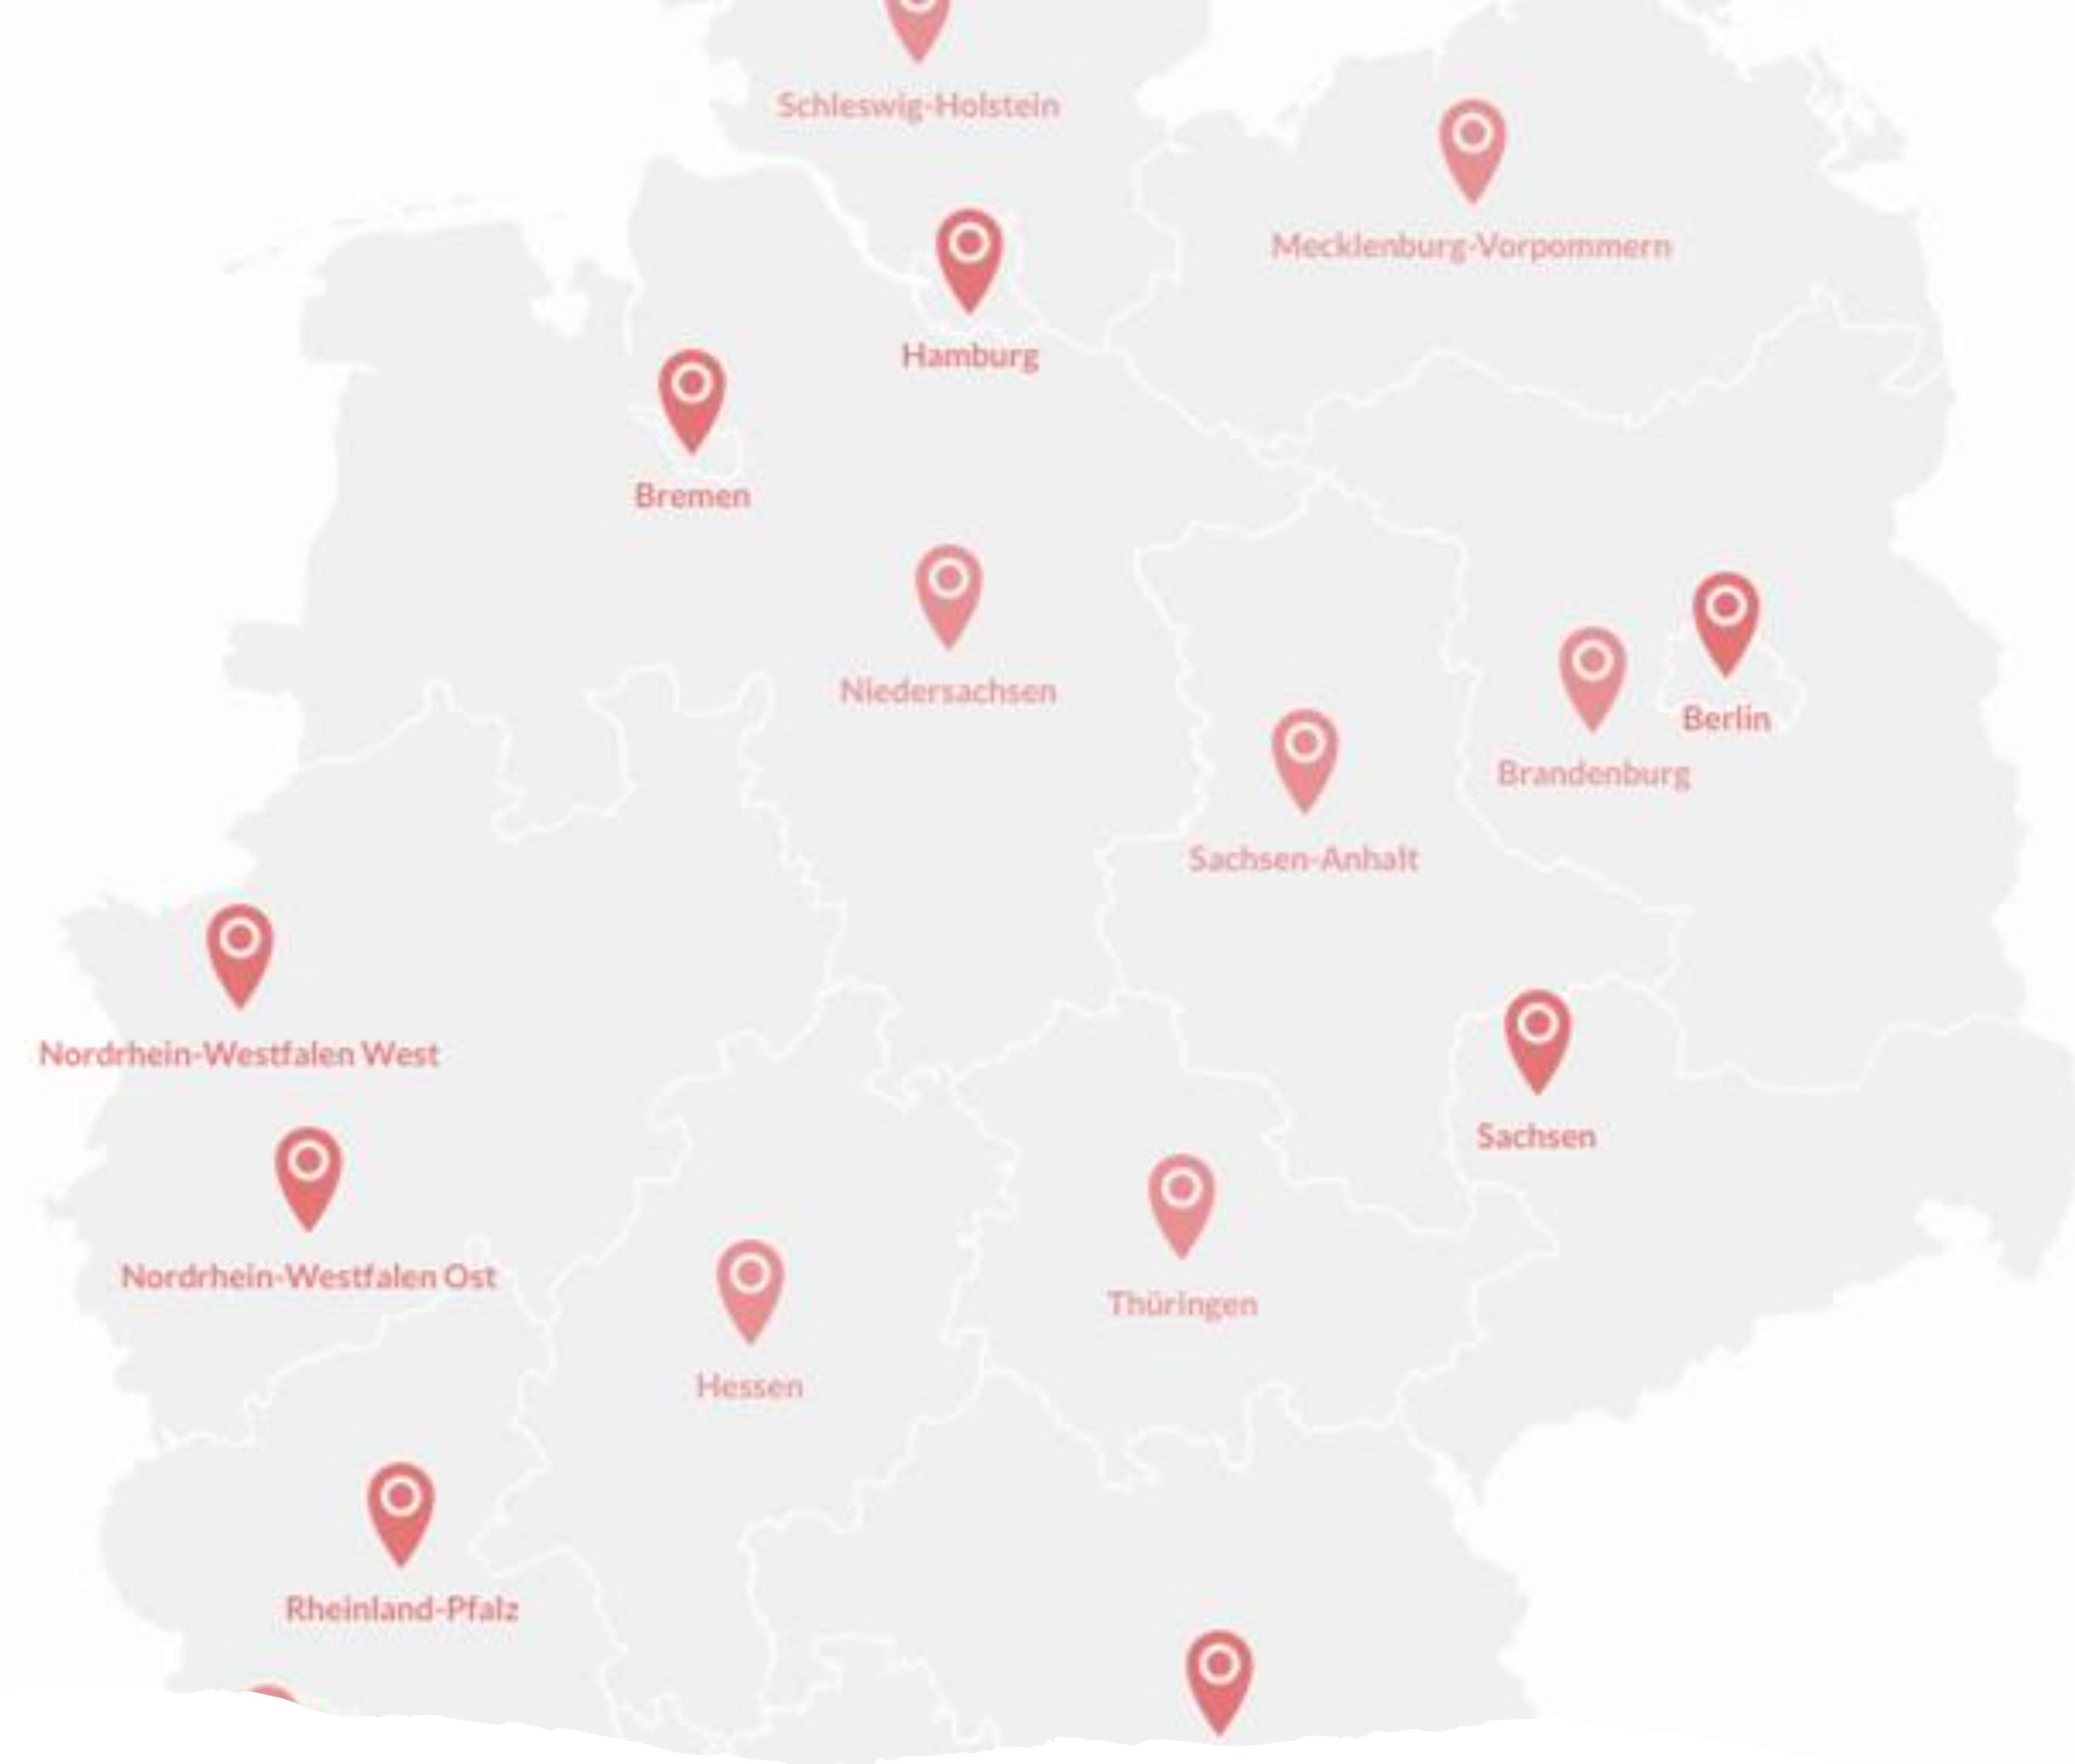 Schleswig-Holstein
Mecklenburg-Vorpommern
Hamburg
Bremen
Niedersachsen
Berlin
Brandenburg
Sachsen-Anhalt
Nordrhein-Westfalen West
Sachsen
Nordrhein-Westfalen Ost
Thüringen
Hessen
Rheinland-Pfalz